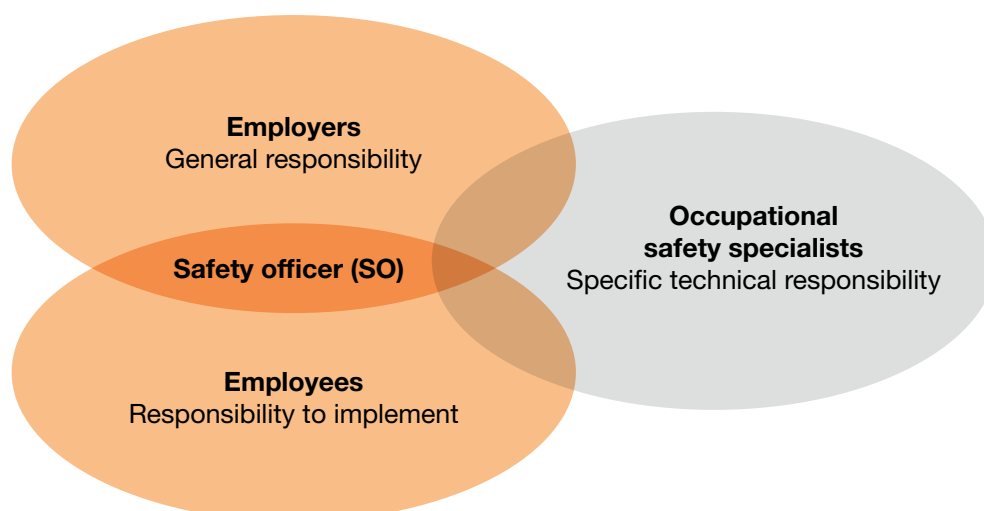 Employers
General responsibility
Occupational
safety specialists
Specific technical responsibility
Safety officer (SO)
Employees
Responsibility to implement